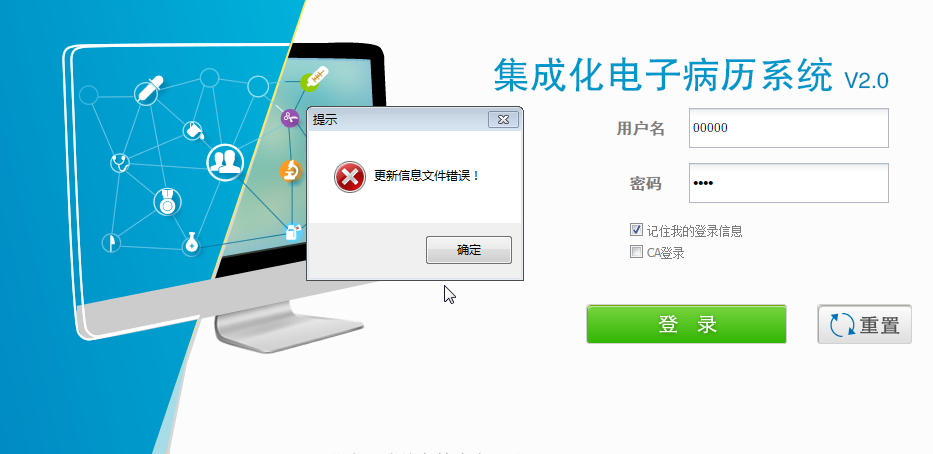 集成化电子病历系统 V2.0
提示
用户名 00000
更新信息文件错误！
密码 ••••
记住我的登录信息
确定
CA登录
登 录
重置